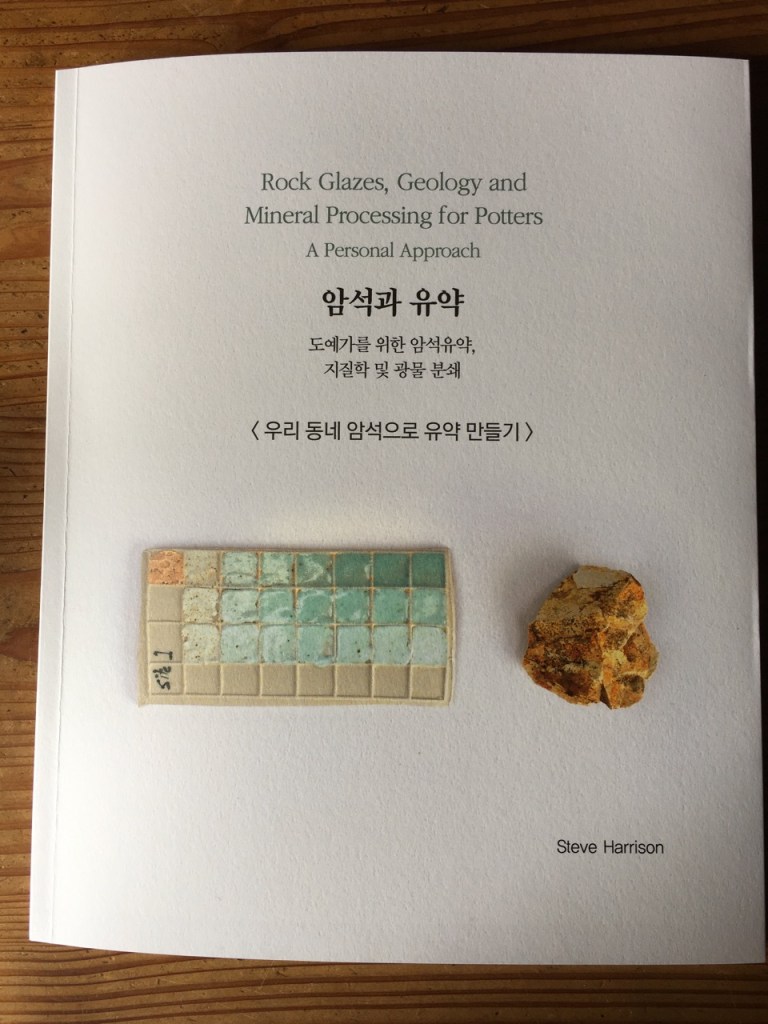 Rock Glazes, Geology and
Mineral Processing for Potters
A Personal Approach
암석과 유약
도예가를 위한 암석유약,
지질학 및 광물 분쇄
< 우리 동네 암석으로 유약 만들기 >
Steve Harrison